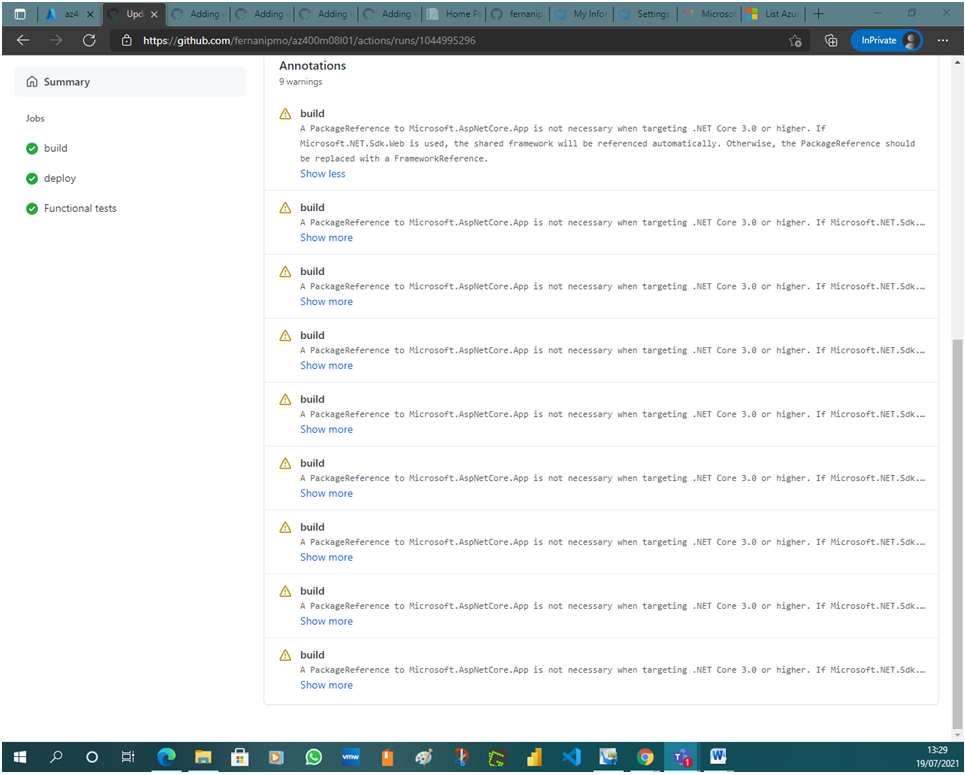 az4
Upd
Adding
Adding
Adding
Adding
Home Pa
fernanip
My Infor
Settings
Microsof
List Azur
https://github.com/fernanipmo/az400m08l01/actions/runs/1044995296
InPrivate
Summary
Jobs
build
deploy
Functional tests
Annotations
9 warnings
build
A PackageReference to Microsoft.AspNetCore.App is not necessary when targeting .NET Core 3.0 or higher. If
Microsoft.NET.Sdk.Web is used, the shared framework will be referenced automatically. Otherwise, the PackageReference should
be replaced with a FrameworkReference.
Show less
build
A PackageReference to Microsoft.AspNetCore.App is not necessary when targeting .NET Core 3.0 or higher. If Microsoft.NET.Sdk.…
Show more
build
A PackageReference to Microsoft.AspNetCore.App is not necessary when targeting .NET Core 3.0 or higher. If Microsoft.NET.Sdk.…
Show more
build
A PackageReference to Microsoft.AspNetCore.App is not necessary when targeting .NET Core 3.0 or higher. If Microsoft.NET.Sdk.…
Show more
build
A PackageReference to Microsoft.AspNetCore.App is not necessary when targeting .NET Core 3.0 or higher. If Microsoft.NET.Sdk.…
Show more
build
A PackageReference to Microsoft.AspNetCore.App is not necessary when targeting .NET Core 3.0 or higher. If Microsoft.NET.Sdk.…
Show more
build
A PackageReference to Microsoft.AspNetCore.App is not necessary when targeting .NET Core 3.0 or higher. If Microsoft.NET.Sdk.…
Show more
build
A PackageReference to Microsoft.AspNetCore.App is not necessary when targeting .NET Core 3.0 or higher. If Microsoft.NET.Sdk.…
Show more
build
A PackageReference to Microsoft.AspNetCore.App is not necessary when targeting .NET Core 3.0 or higher. If Microsoft.NET.Sdk.…
Show more
vmw
1
13:29
19/07/2021